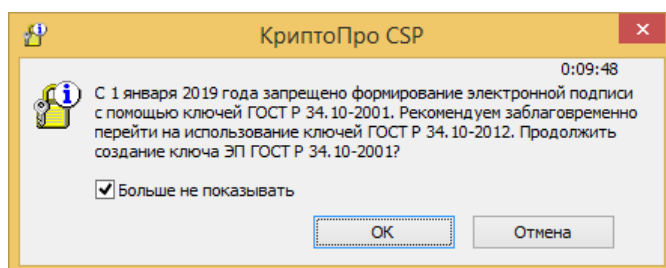 КриптоПро CSP
0:09:48
С 1 января 2019 года запрещено формирование электронной подписи
с помощью ключей ГОСТ Р 34.10-2001. Рекомендуем заблаговременно
перейти на использование ключей ГОСТ Р 34.10-2012. Продолжить
создание ключа ЭП ГОСТ Р 34.10-2001?
Больше не показывать
ОК
Отмена